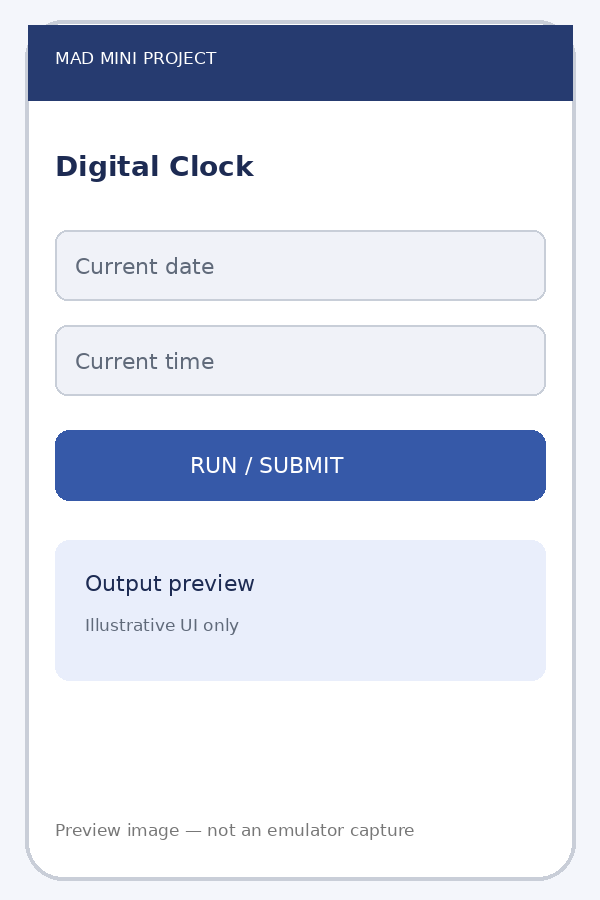 MAD MINI PROJECT
Digital Clock
Current date
Current time
RUN / SUBMIT
Output preview
Illustrative UI only
Preview image — not an emulator capture